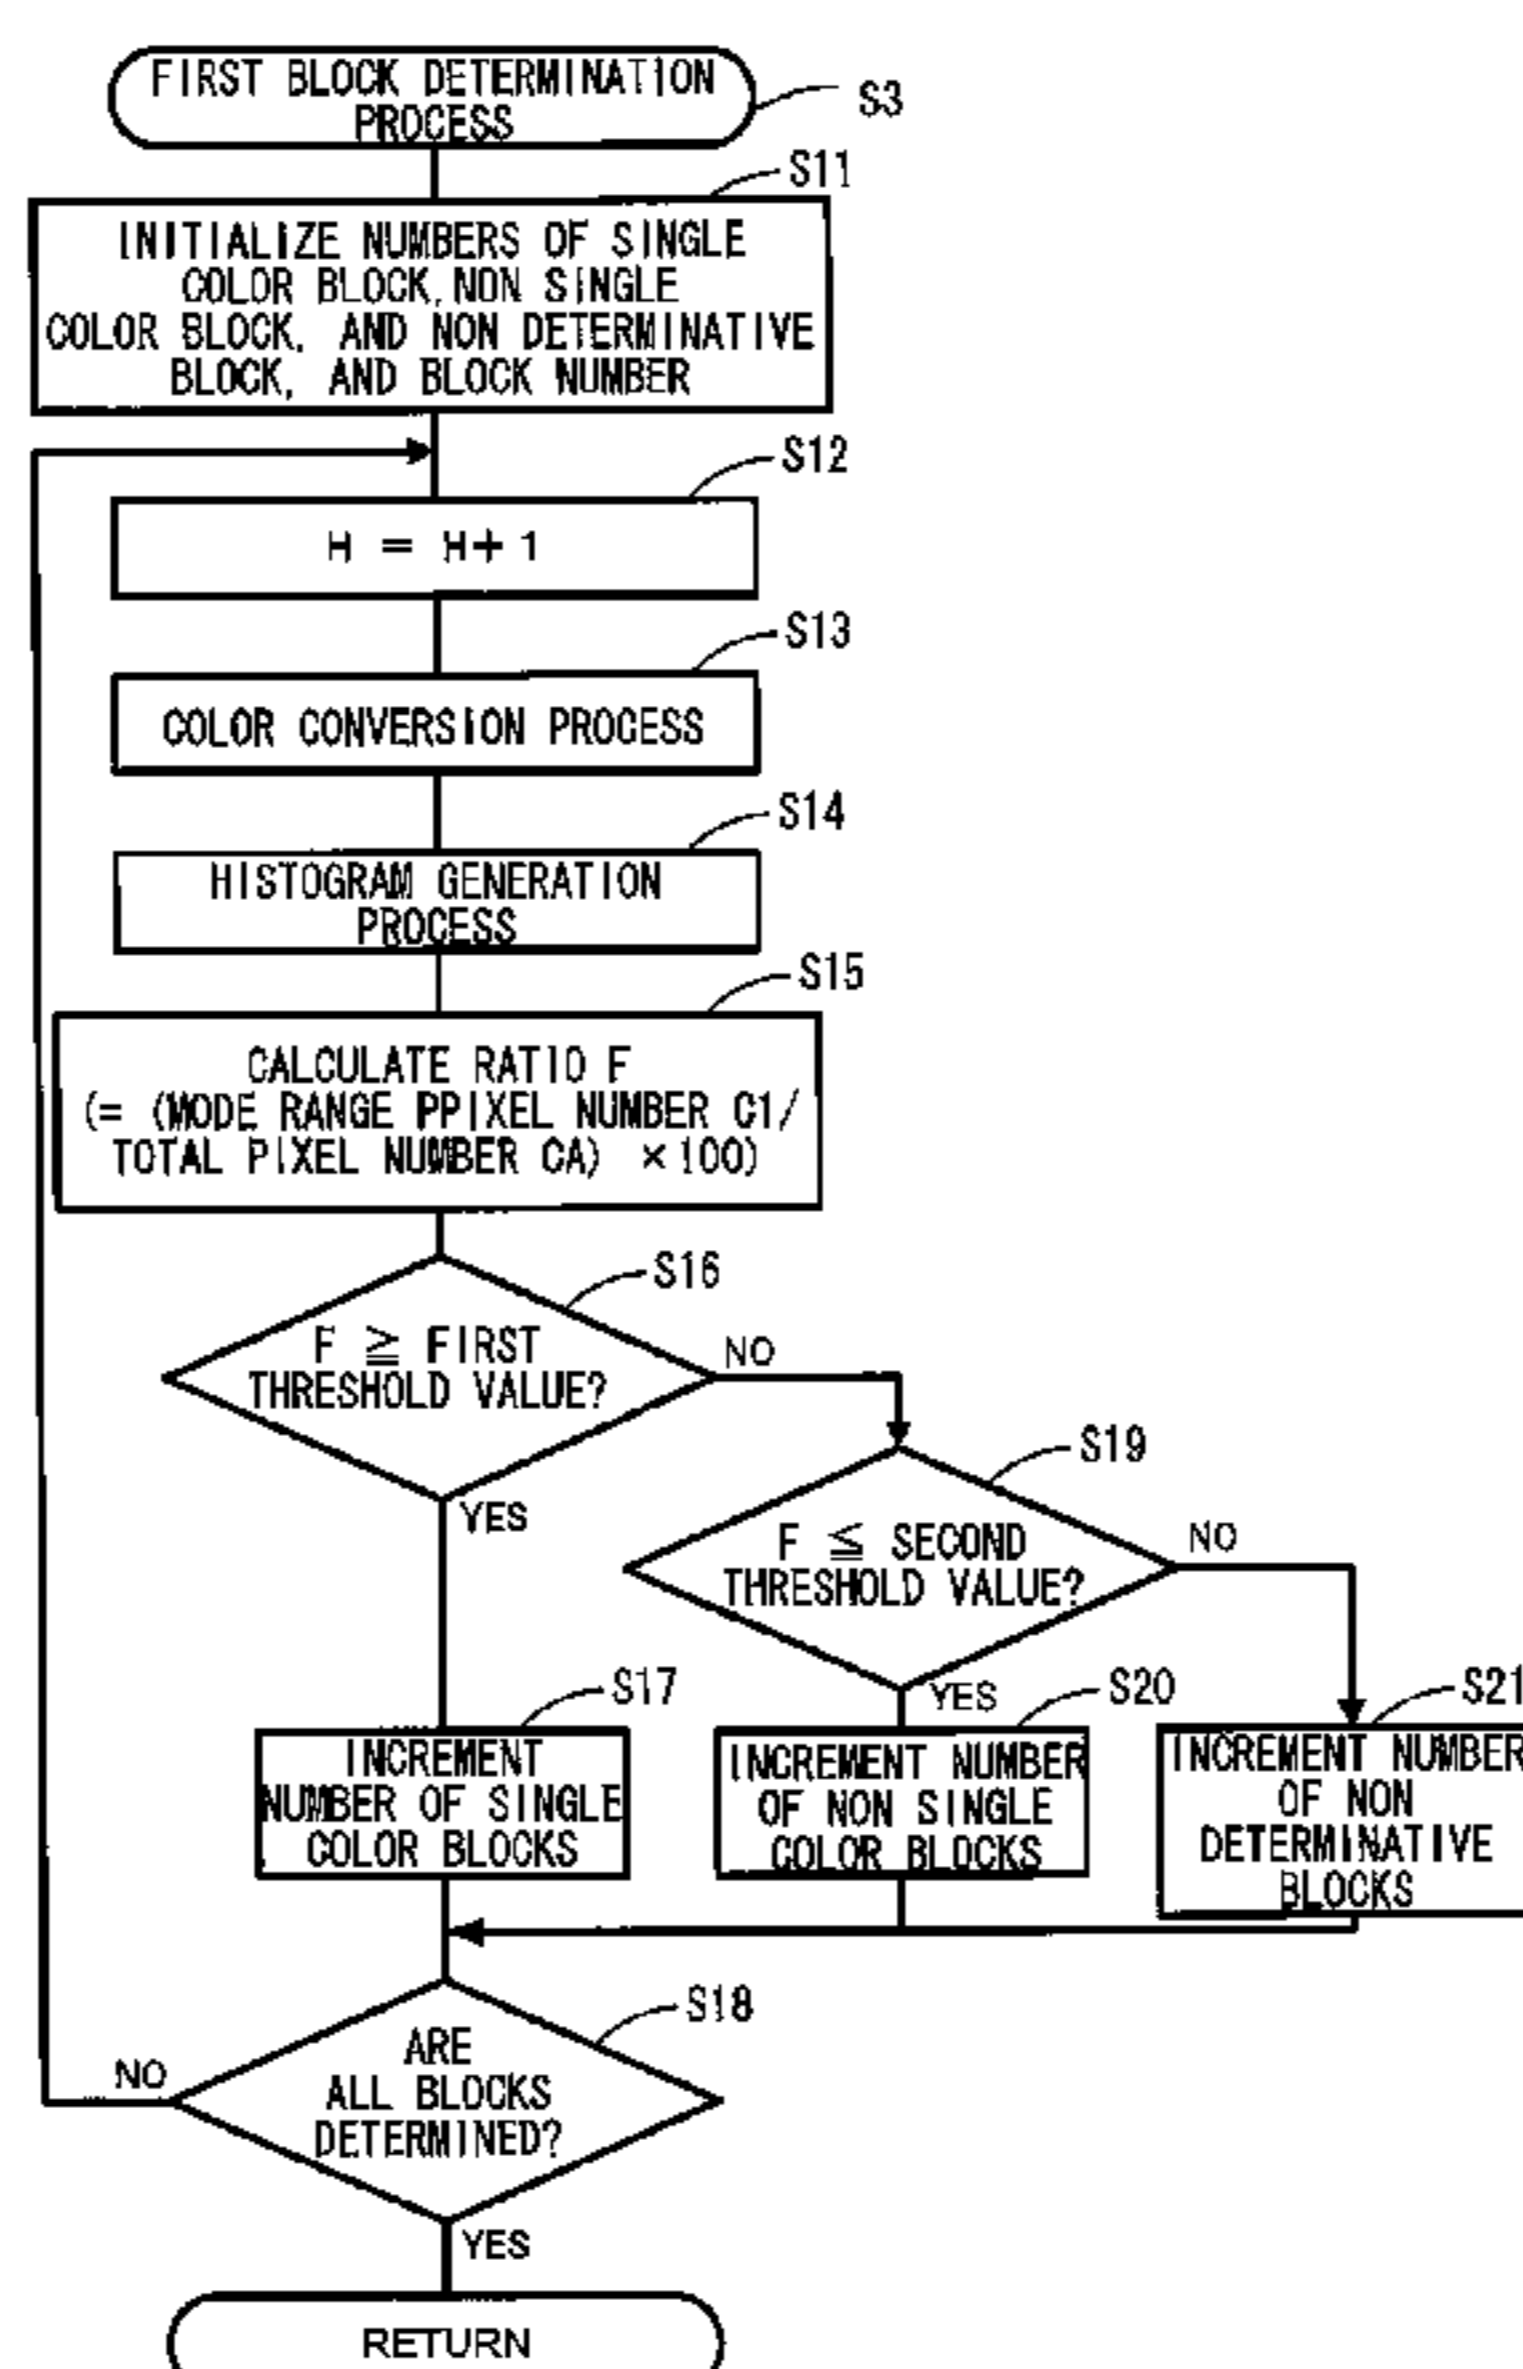 FIRST BLOCK DETERMINATION
PROCESS
S3
S11
INITIALIZE NUMBERS OF SINGLE
COLOR BLOCK, NON SINGLE
COLOR BLOCK, AND NON DETERMINATIVE
BLOCK, AND BLOCK NUMBER
S12
H = H+1
S13
COLOR CONVERSION PROCESS
S14
HISTOGRAM GENERATION
PROCESS
S15
CALCULATE RATIO F
(= (MODE RANGE PPIXEL NUMBER C1/
TOTAL PIXEL NUMBER CA) ×100)
S16
F ≧ FIRST
THRESHOLD VALUE?
NO
YES
S19
F ≦ SECOND
THRESHOLD VALUE?
NO
YES
S17
INCREMENT
NUMBER OF SINGLE
COLOR BLOCKS
S20
INCREMENT NUMBER
OF NON SINGLE
COLOR BLOCKS
S21
INCREMENT NUMBER
OF NON
DETERMINATIVE
BLOCKS
S18
ARE
ALL BLOCKS
DETERMINED?
NO
YES
RETURN